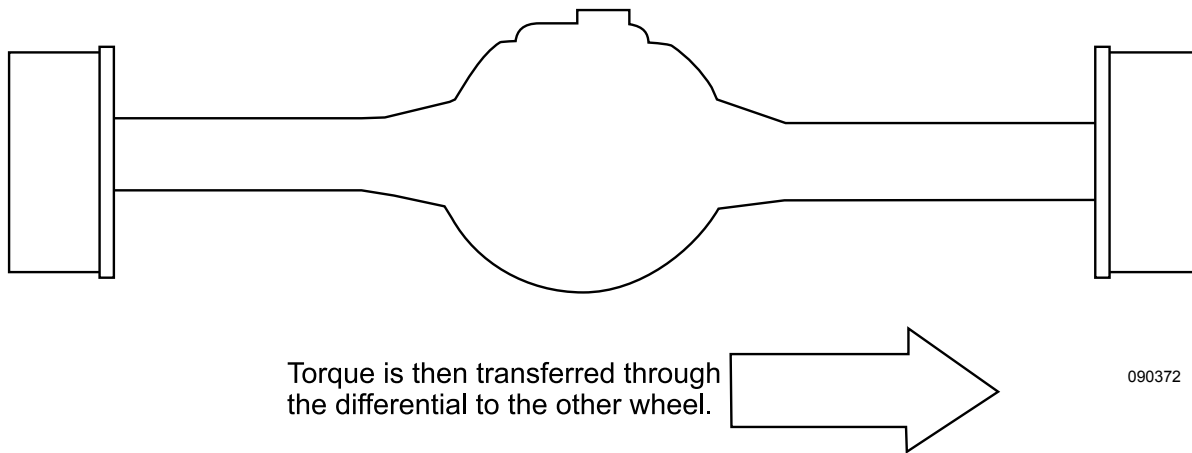 Torque is then transferred through
the differential to the other wheel.
090372